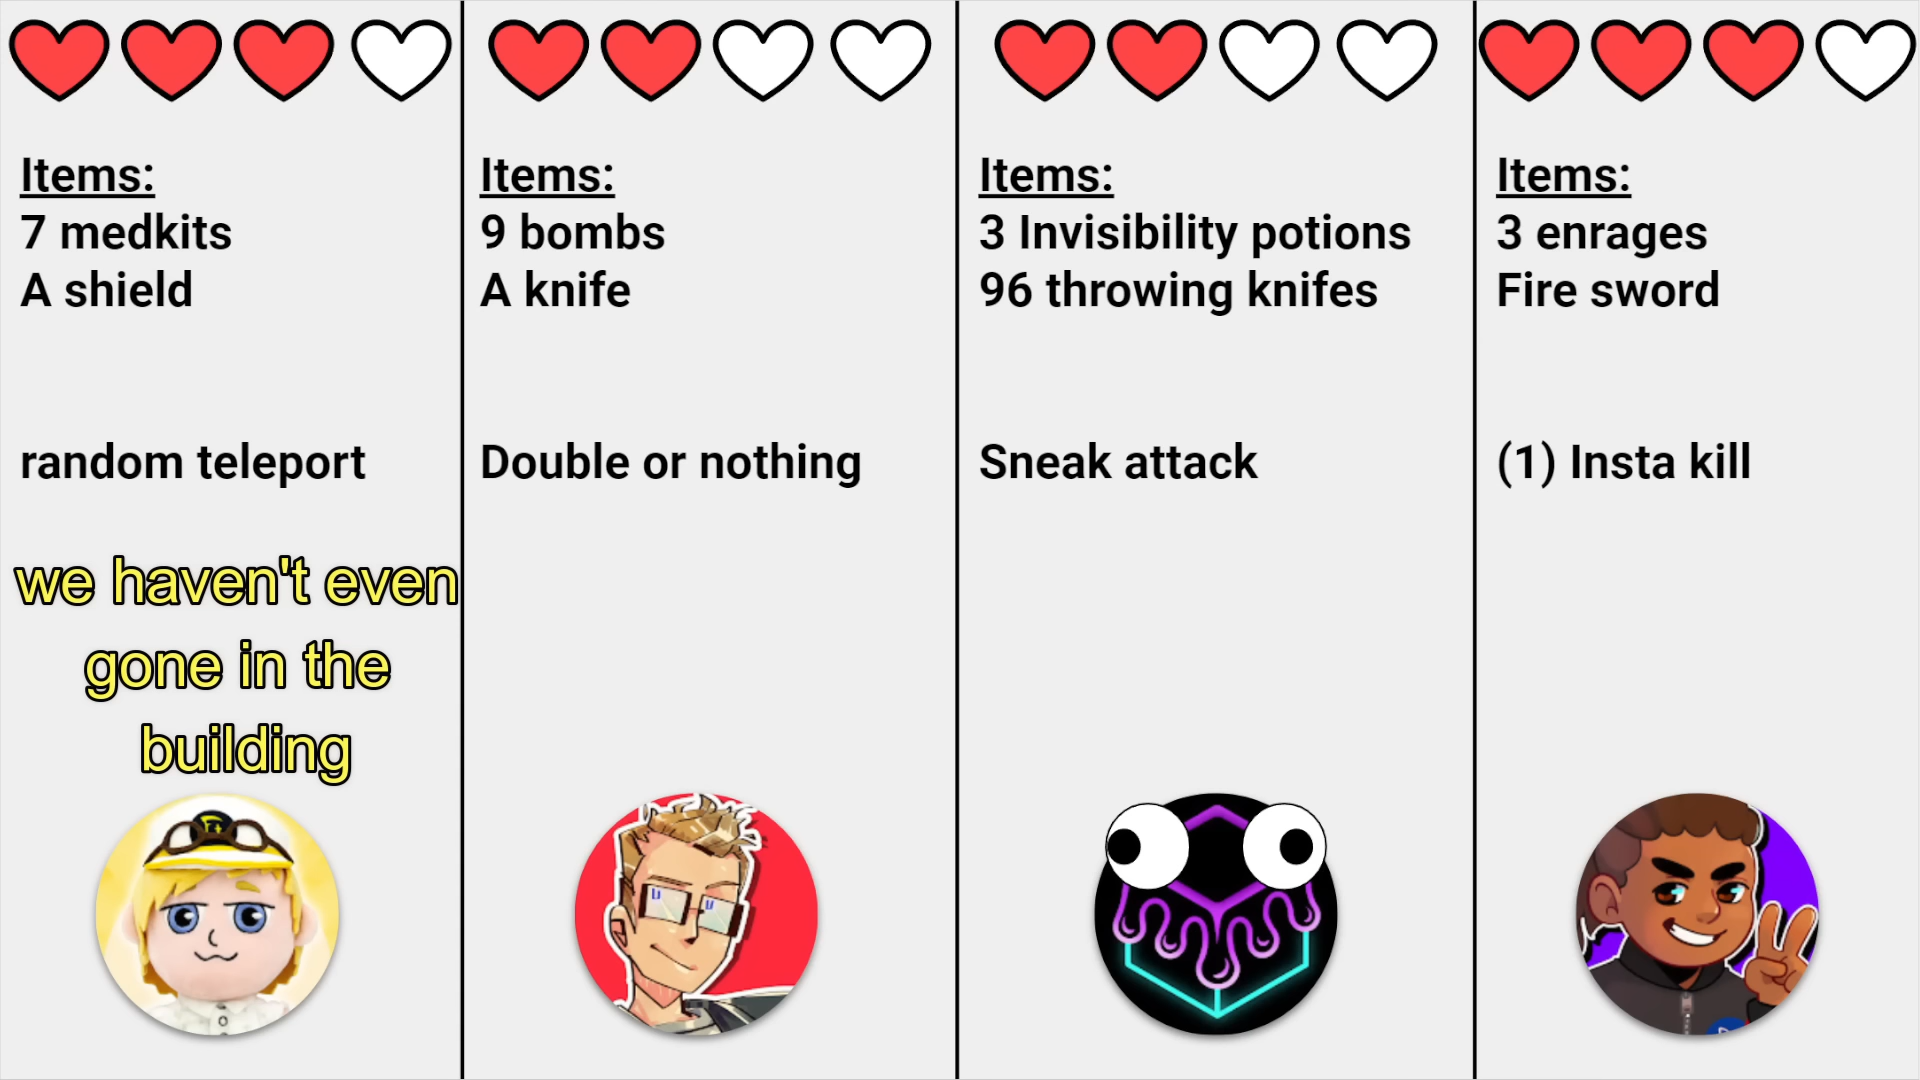 Items:
7 medkits
A shield
random teleport
we haven't even
gone in the
building
Items:
9 bombs
A knife
Double or nothing
Items:
3 Invisibility potions
96 throwing knifes
Sneak attack
Items:
3 enrages
Fire sword
(1) Insta kill